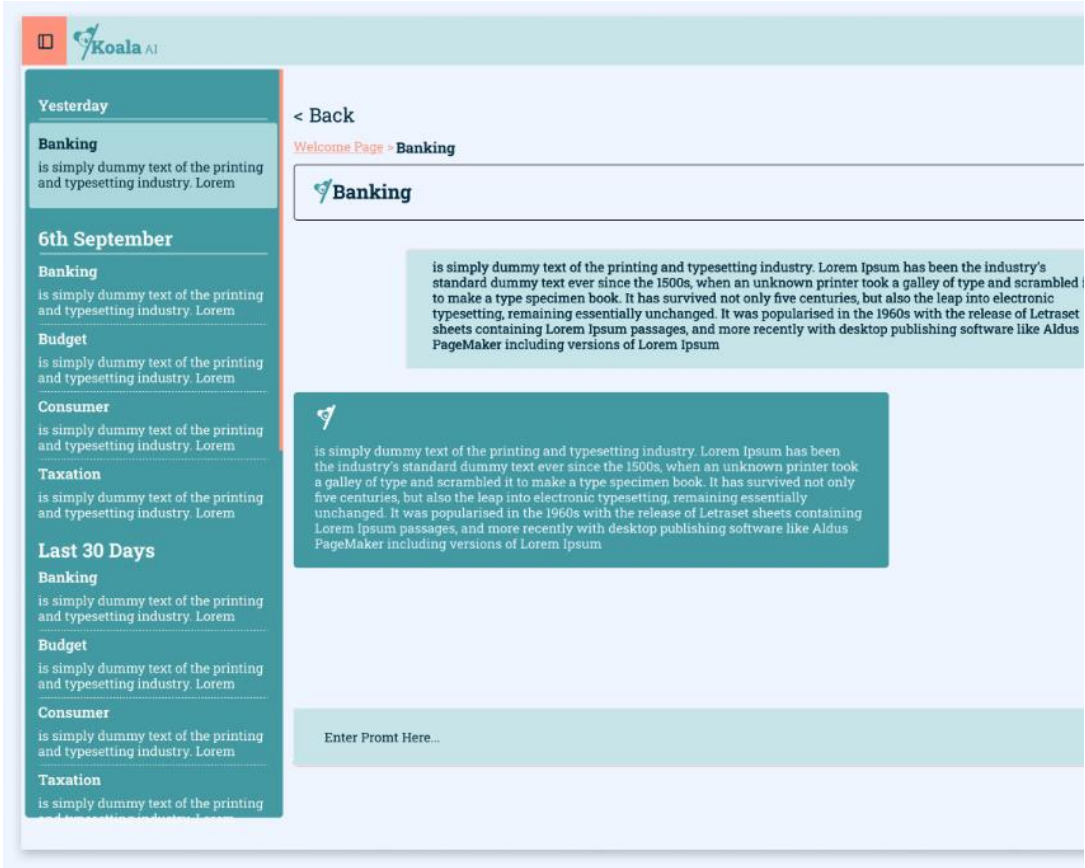 Koala AI
Yesterday
Banking
is simply dummy text of the printing
and typesetting industry. Lorem
6th September
Banking
is simply dummy text of the printing
and typesetting industry. Lorem
Budget
is simply dummy text of the printing
and typesetting industry. Lorem
Consumer
is simply dummy text of the printing
and typesetting industry. Lorem
Taxation
is simply dummy text of the printing
and typesetting industry. Lorem
Last 30 Days
Banking
is simply dummy text of the printing
and typesetting industry. Lorem
Budget
is simply dummy text of the printing
and typesetting industry. Lorem
Consumer
is simply dummy text of the printing
and typesetting industry. Lorem
Taxation
is simply dummy text of the printing
and typesetting industry. Lorem
< Back
Welcome Page > Banking
Banking
is simply dummy text of the printing and typesetting industry. Lorem Ipsum has been the industry's
standard dummy text ever since the 1500s, when an unknown printer took a galley of type and scrambled
to make a type specimen book. It has survived not only five centuries, but also the leap into electronic
typesetting, remaining essentially unchanged. It was popularised in the 1960s with the release of Letraset
sheets containing Lorem Ipsum passages, and more recently with desktop publishing software like Aldus
PageMaker including versions of Lorem Ipsum
is simply dummy text of the printing and typesetting industry. Lorem Ipsum has been
the industry's standard dummy text ever since the 1500s, when an unknown printer took
a galley of type and scrambled it to make a type specimen book. It has survived not only
five centuries, but also the leap into electronic typesetting, remaining essentially
unchanged. It was popularised in the 1960s with the release of Letraset sheets containing
Lorem Ipsum passages, and more recently with desktop publishing software like Aldus
PageMaker including versions of Lorem Ipsum
Enter Promt Here...